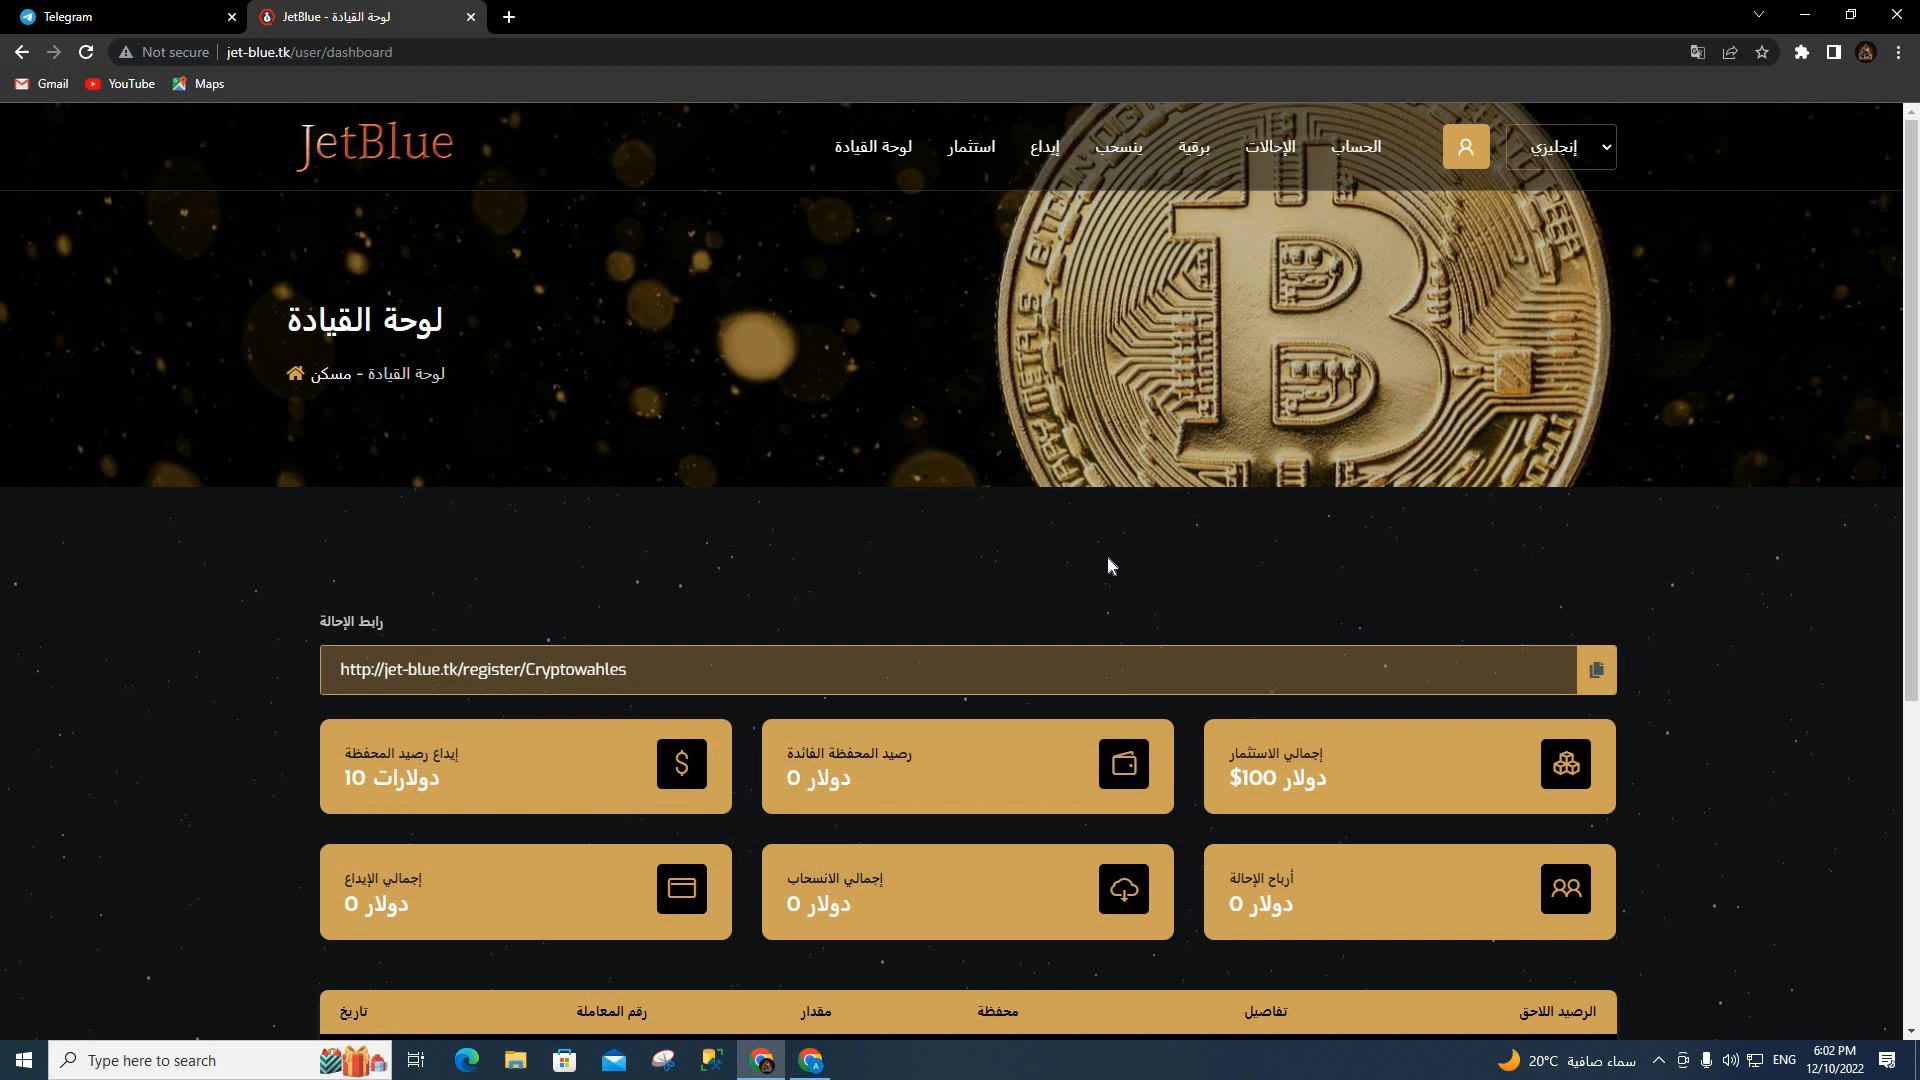 Telegram
JetBlue - لوحة القيادة
Not secure
jet-blue.tk/user/dashboard
Gmail
YouTube
Maps
JetBlue
لوحة القيادة
استثمار
إيداع
ينسحب
برقية
الإحالات
الحساب
إنجليزي
لوحة القيادة
لوحة القيادة - مسكن
رابط الإحالة
http://jet-blue.tk/register/Cryptowahles
إيداع رصيد المحفظة
10 دولارات
رصيد المحفظة الفائدة
0 دولار
إجمالي الاستثمار
$100 دولار
إجمالي الإيداع
0 دولار
إجمالي الانسحاب
0 دولار
أرباح الإحالة
0 دولار
تاريخ
رقم المعاملة
مقدار
محفظة
تفاصيل
الرصيد اللاحق
Type here to search
20°C سماء صافية
ENG
6:02 PM
12/10/2022